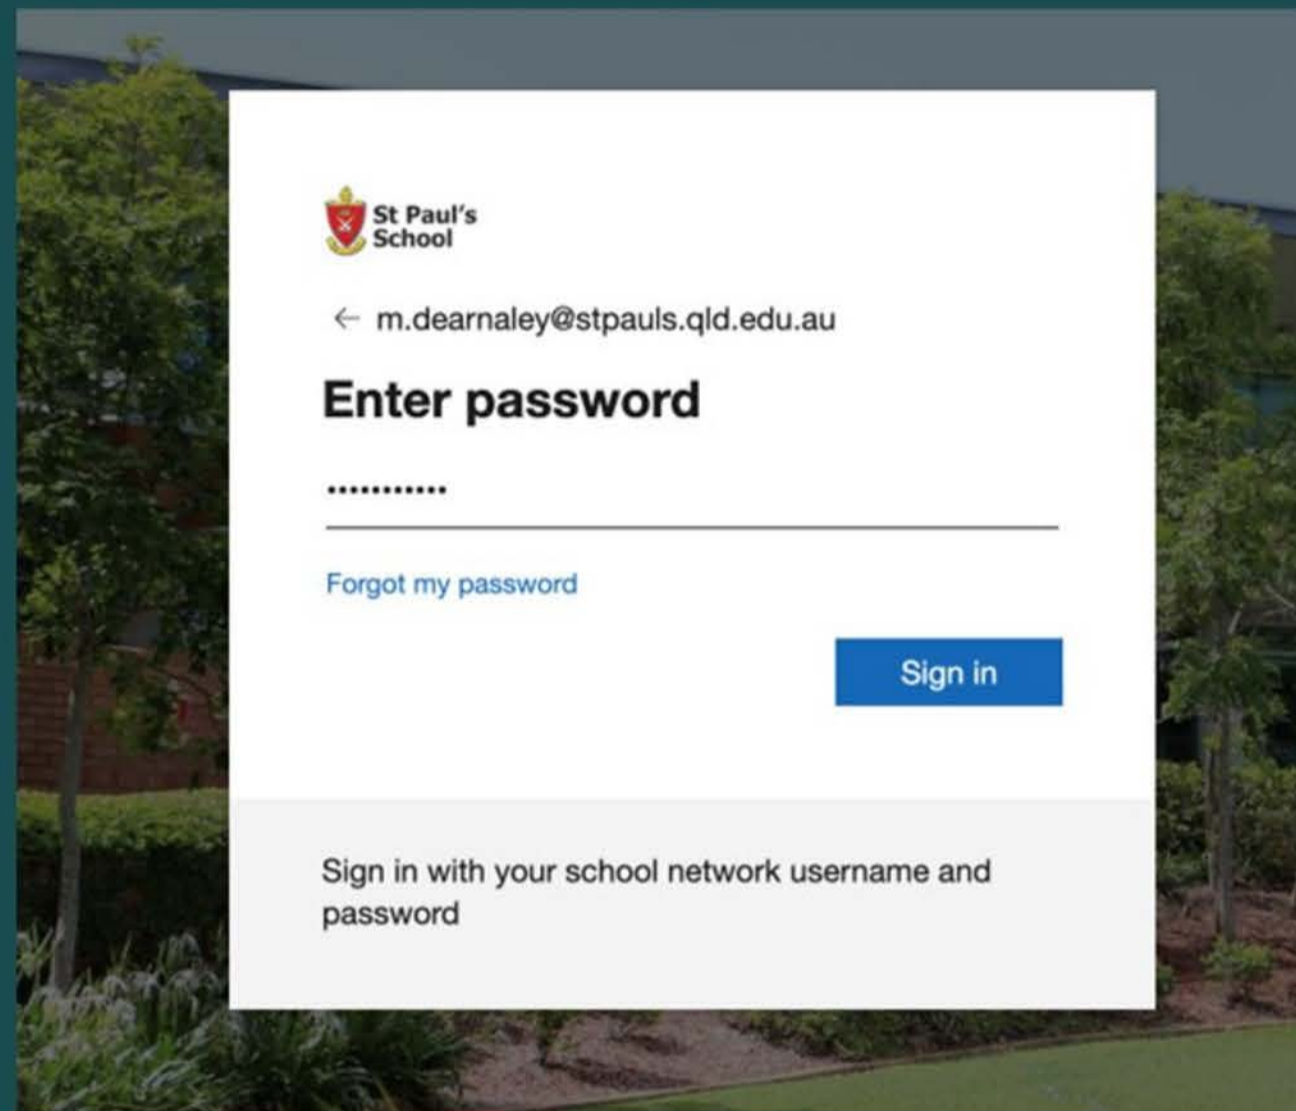 St Paul's
School
← m.dearnaley@stpauls.qld.edu.au
Enter password
•••••••••••
Forgot my password
Sign in
Sign in with your school network username and
password